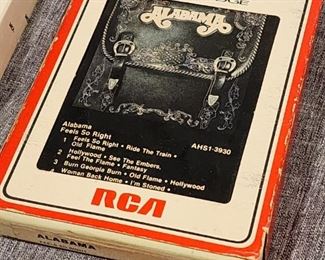 ALABAMA
Alabama
Feels So Right AHS1-3930
1 Feels So Right • Ride The Train •
Old Flame
2 Hollywood • See The Embers,
Feel The Flame • Fantasy
3 Burn Georgia Burn • Old Flame • Hollywood
4 Woman Back Home • I'm Stoned •
RCA
ALABAMA